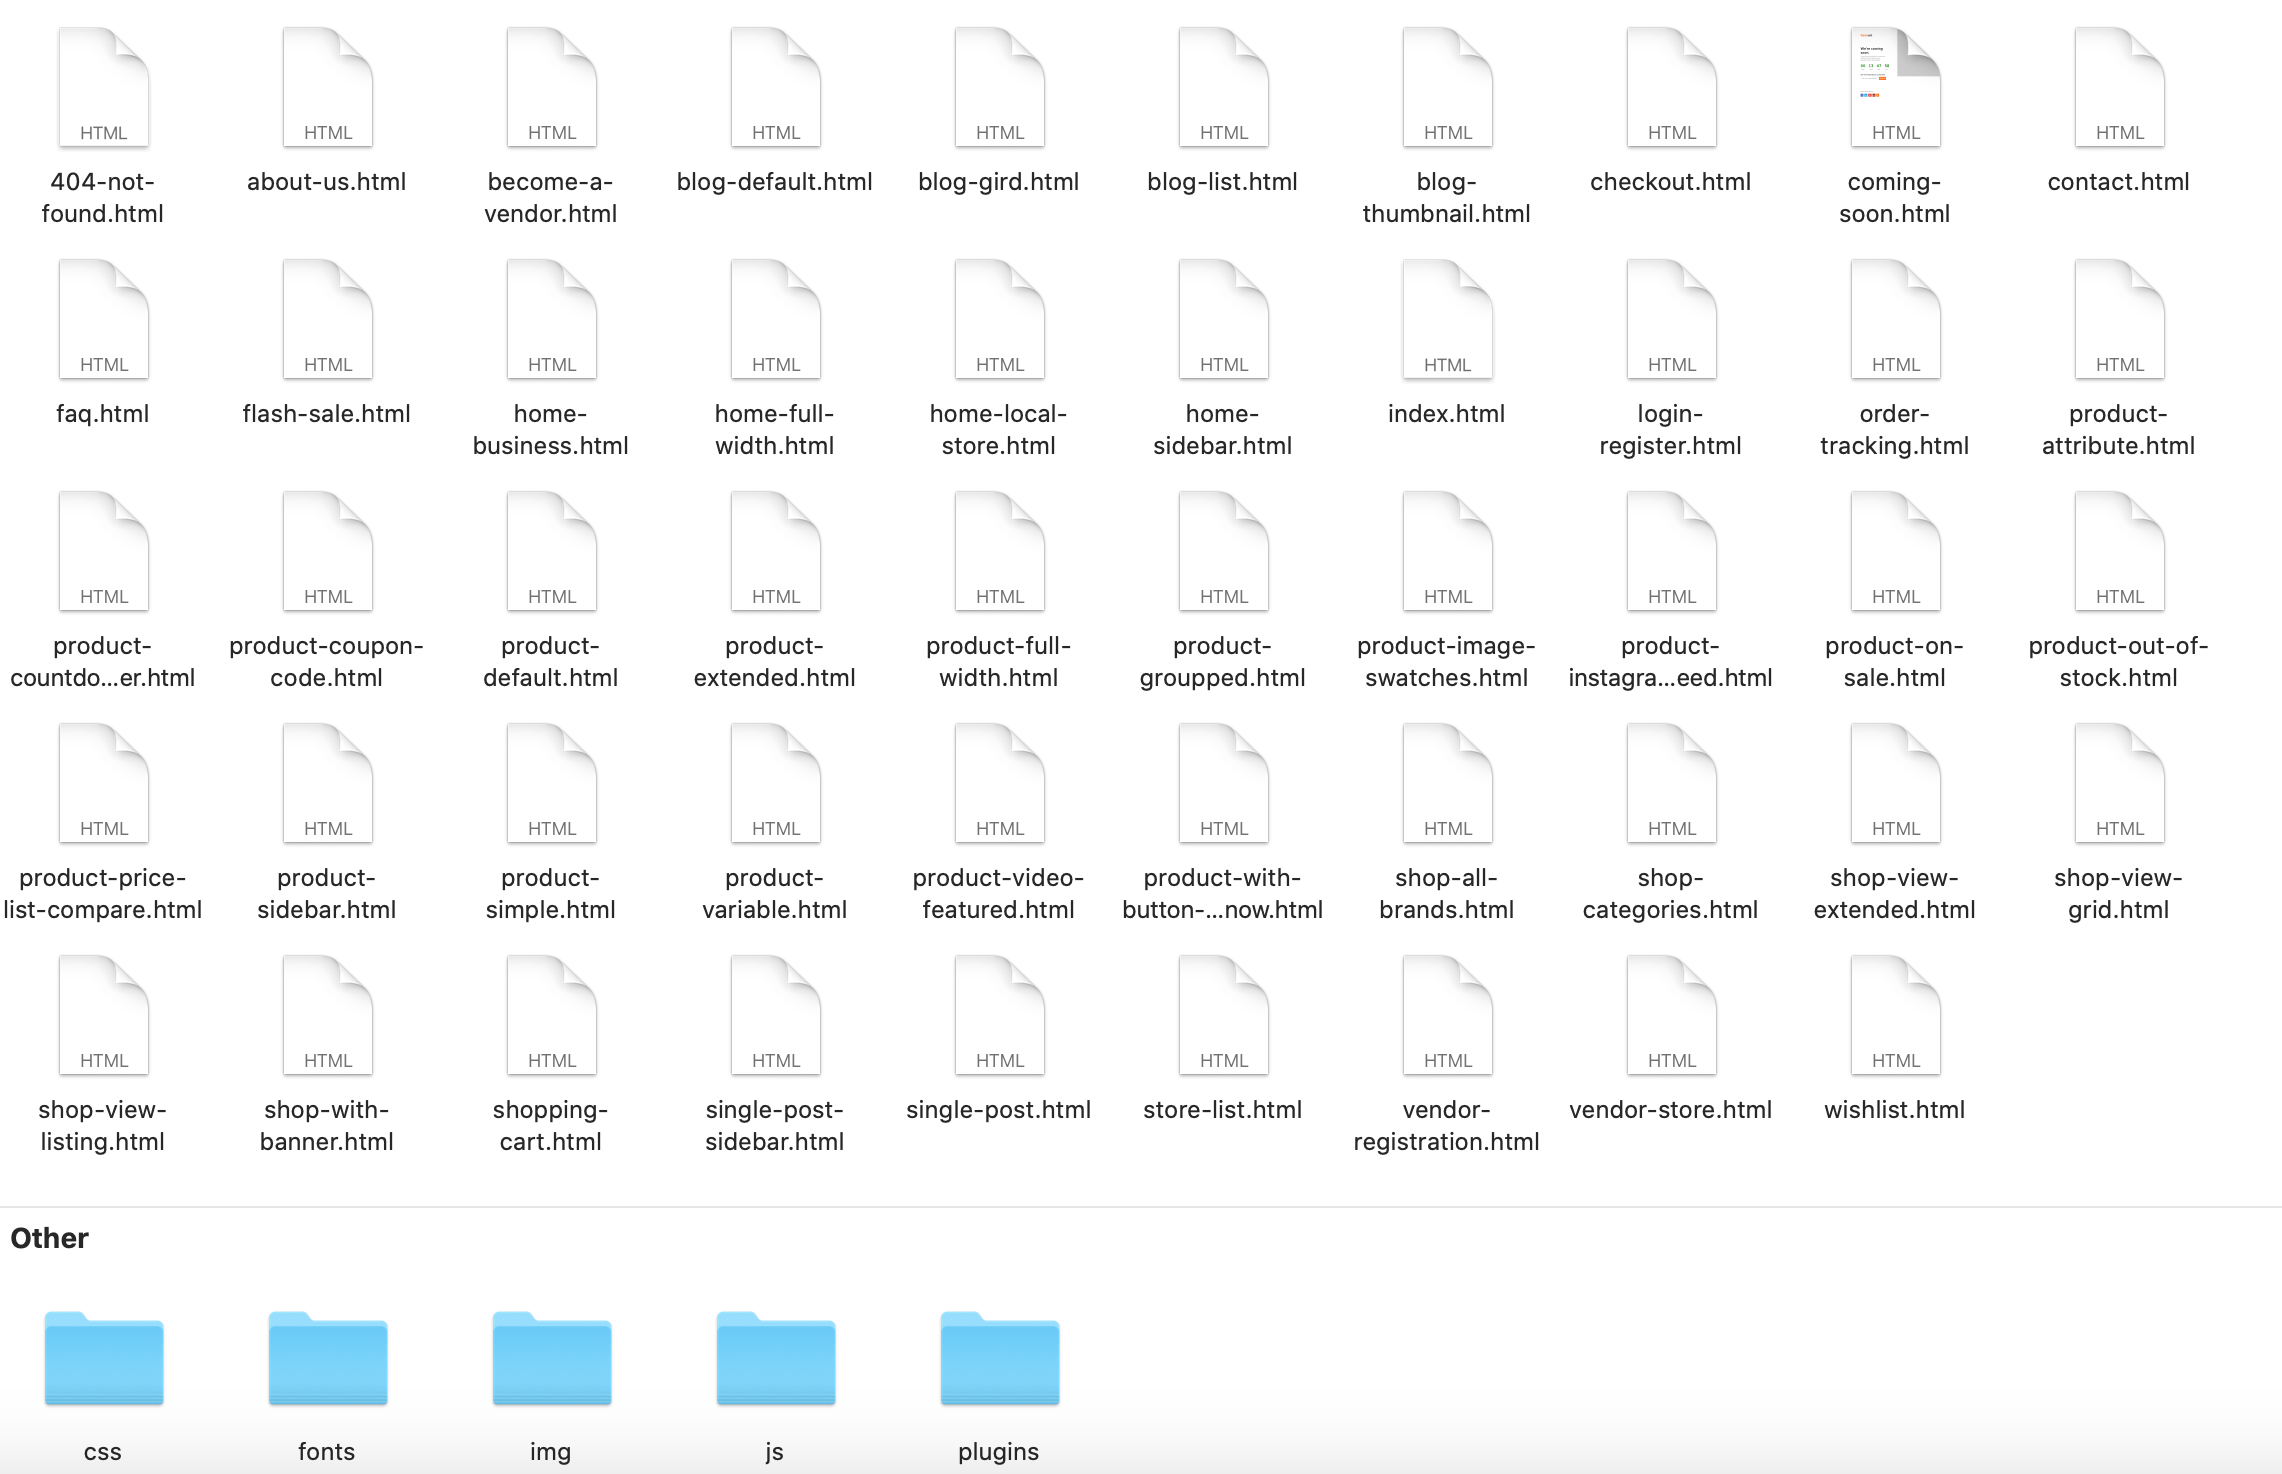 HTML HTML HTML HTML HTML HTML HTML HTML HTML HTML
404-not-found.html
about-us.html
become-a-vendor.html
blog-default.html
blog-gird.html
blog-list.html
blog-thumbnail.html
checkout.html
coming-soon.html
contact.html
HTML HTML HTML HTML HTML HTML HTML HTML HTML HTML
faq.html
flash-sale.html
home-business.html
home-full-width.html
home-local-store.html
home-sidebar.html
index.html
login-register.html
order-tracking.html
product-attribute.html
HTML HTML HTML HTML HTML HTML HTML HTML HTML HTML
product-countdo...er.html
product-coupon-code.html
product-default.html
product-extended.html
product-full-width.html
product-groupped.html
product-image-swatches.html
product-instagra...eed.html
product-on-sale.html
product-out-of-stock.html
HTML HTML HTML HTML HTML HTML HTML HTML HTML HTML
product-price-list-compare.html
product-sidebar.html
product-simple.html
product-variable.html
product-video-featured.html
product-with-button-...now.html
shop-all-brands.html
shop-categories.html
shop-view-extended.html
shop-view-grid.html
HTML HTML HTML HTML HTML HTML HTML HTML HTML
shop-view-listing.html
shop-with-banner.html
shopping-cart.html
single-post-sidebar.html
single-post.html
store-list.html
vendor-registration.html
vendor-store.html
wishlist.html
Other
css
fonts
img
js
plugins